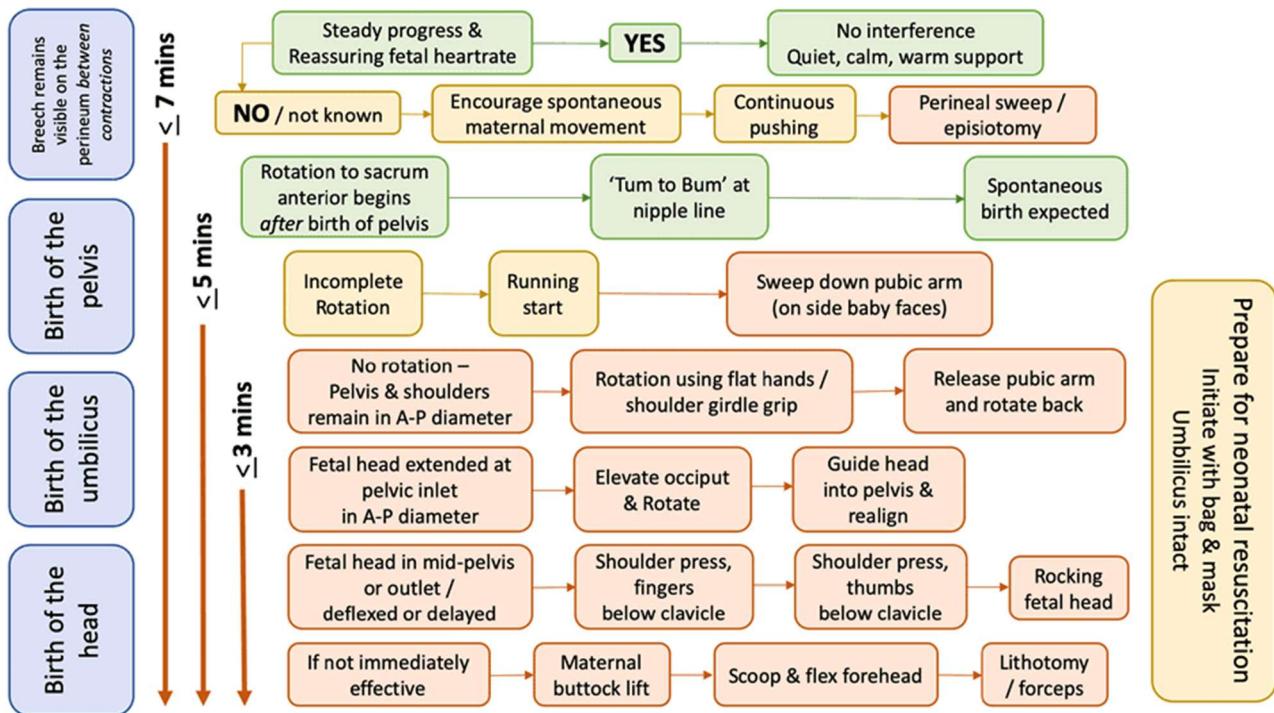 Breech remains
visible on the
perineum between
contractions
Birth of the
pelvis
Birth of the
umbilicus
Birth of the
head
≤ 7 mins
≤ 5 mins
≤ 3 mins
Steady progress &
Reassuring fetal heartrate
YES
No interference
Quiet, calm, warm support
NO / not known
Encourage spontaneous
maternal movement
Continuous
pushing
Perineal sweep /
episiotomy
Rotation to sacrum
anterior begins
after birth of pelvis
‘Tum to Bum’ at
nipple line
Spontaneous
birth expected
Incomplete
Rotation
Running
start
Sweep down pubic arm
(on side baby faces)
No rotation –
Pelvis & shoulders
remain in A-P diameter
Rotation using flat hands /
shoulder girdle grip
Release pubic arm
and rotate back
Fetal head extended at
pelvic inlet
in A-P diameter
Elevate occiput
& Rotate
Guide head
into pelvis &
realign
Fetal head in mid-pelvis
or outlet /
deflexed or delayed
Shoulder press,
fingers
below clavicle
Shoulder press,
thumbs
below clavicle
Rocking
fetal head
If not immediately
effective
Maternal
buttock lift
Scoop & flex forehead
Lithotomy
/ forceps
Prepare for neonatal resuscitation
Initiate with bag & mask
Umbilicus intact